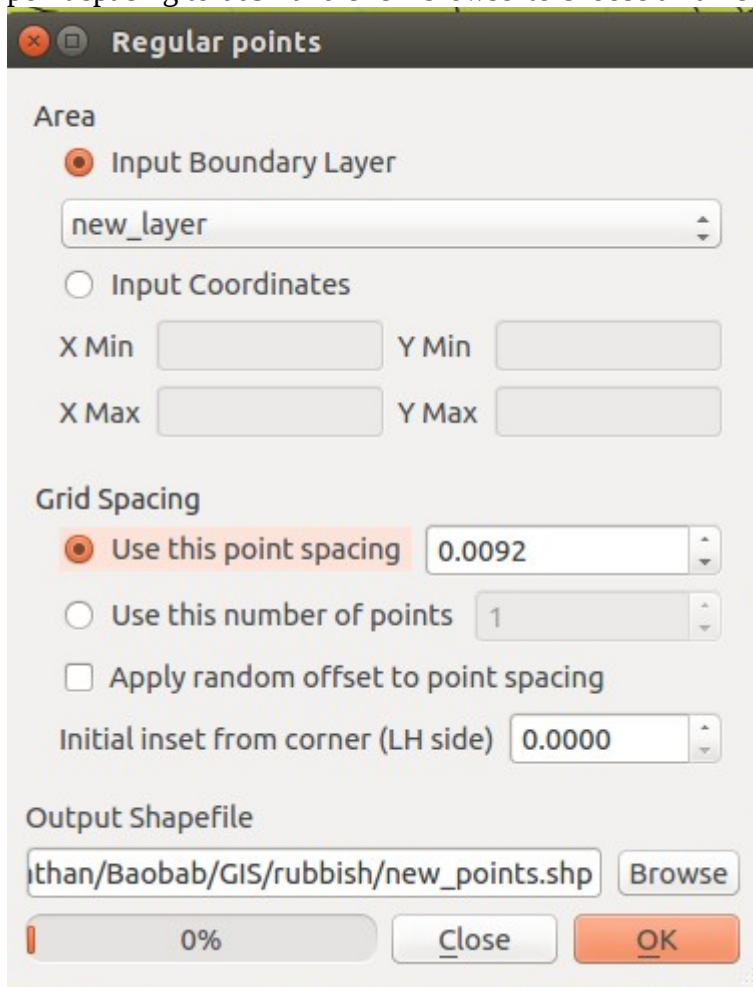 Regular points
Area
Input Boundary Layer
new_layer
Input Coordinates
X Min Y Min
X Max Y Max
Grid Spacing
Use this point spacing 0.0092
Use this number of points 1
Apply random offset to point spacing
Initial inset from corner (LH side) 0.0000
Output Shapefile
than/Baobab/GIS/rubbish/new_points.shp Browse
0% Close OK